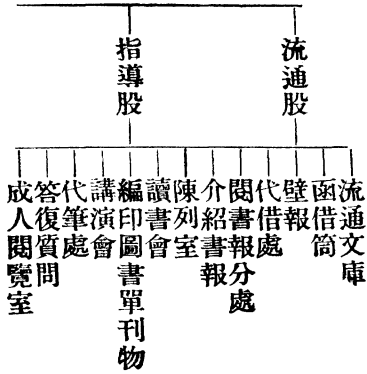 流通股
指導股
流通文庫
函借筒
壁報
代借處
閱書報分處
介紹書報
陳列室
讀書會
編印圖書單刊物
講演會
代筆處
答復質問
成人閱覽室